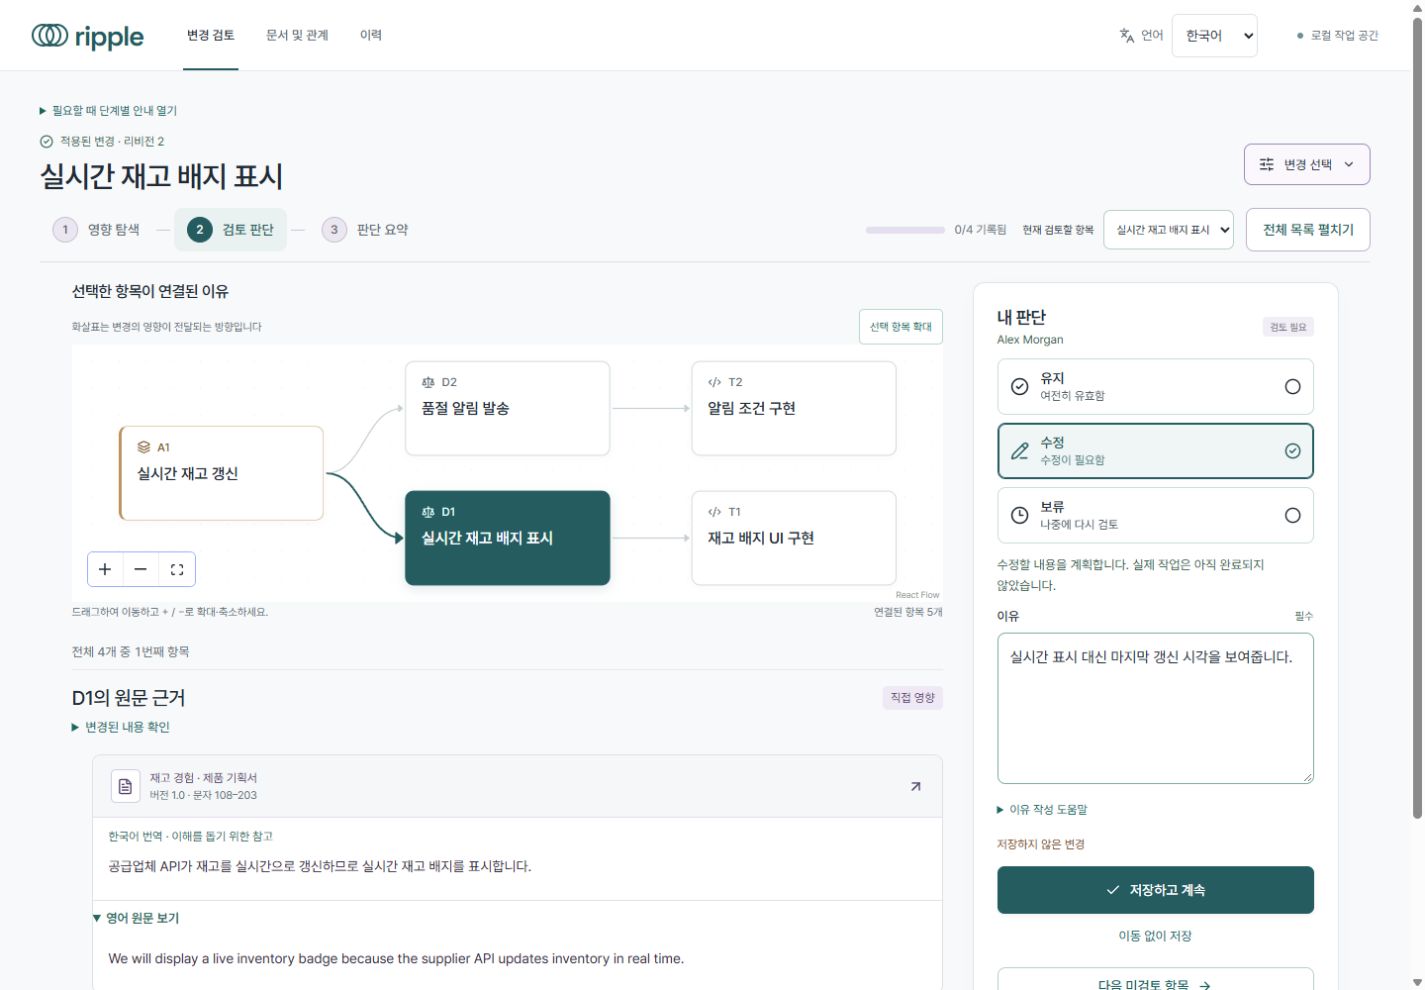 ripple
변경 검토
문서 및 관계
이력
언어
한국어
로컬 작업 공간
필요할 때 단계별 안내 열기
적용된 변경 · 리비전 2
실시간 재고 배지 표시
변경 선택
1 영향 탐색
2 검토 판단
3 판단 요약
0/4 기록됨
현재 검토할 항목
실시간 재고 배지 표시
전체 목록 펼치기
선택한 항목이 연결된 이유
화살표는 변경의 영향이 전달되는 방향입니다
선택 항목 확대
A1
실시간 재고 갱신
D2
품절 알림 발송
T2
알림 조건 구현
D1
실시간 재고 배지 표시
T1
재고 배지 UI 구현
React Flow
드래그하여 이동하고 + / −로 확대·축소하세요.
연결된 항목 5개
전체 4개 중 1번째 항목
D1의 원문 근거
직접 영향
변경된 내용 확인
재고 경험 · 제품 기획서
버전 1.0 · 문자 108–203
한국어 번역 · 이해를 돕기 위한 참고
공급업체 API가 재고를 실시간으로 갱신하므로 실시간 재고 배지를 표시합니다.
영어 원문 보기
We will display a live inventory badge because the supplier API updates inventory in real time.
내 판단
Alex Morgan
검토 필요
유지
여전히 유효함
수정
수정이 필요함
보류
나중에 다시 검토
수정할 내용을 계획합니다. 실제 작업은 아직 완료되지
않았습니다.
이유
필수
실시간 표시 대신 마지막 갱신 시각을 보여줍니다.
이유 작성 도움말
저장하지 않은 변경
저장하고 계속
이동 없이 저장
다음 미검토 항목 →